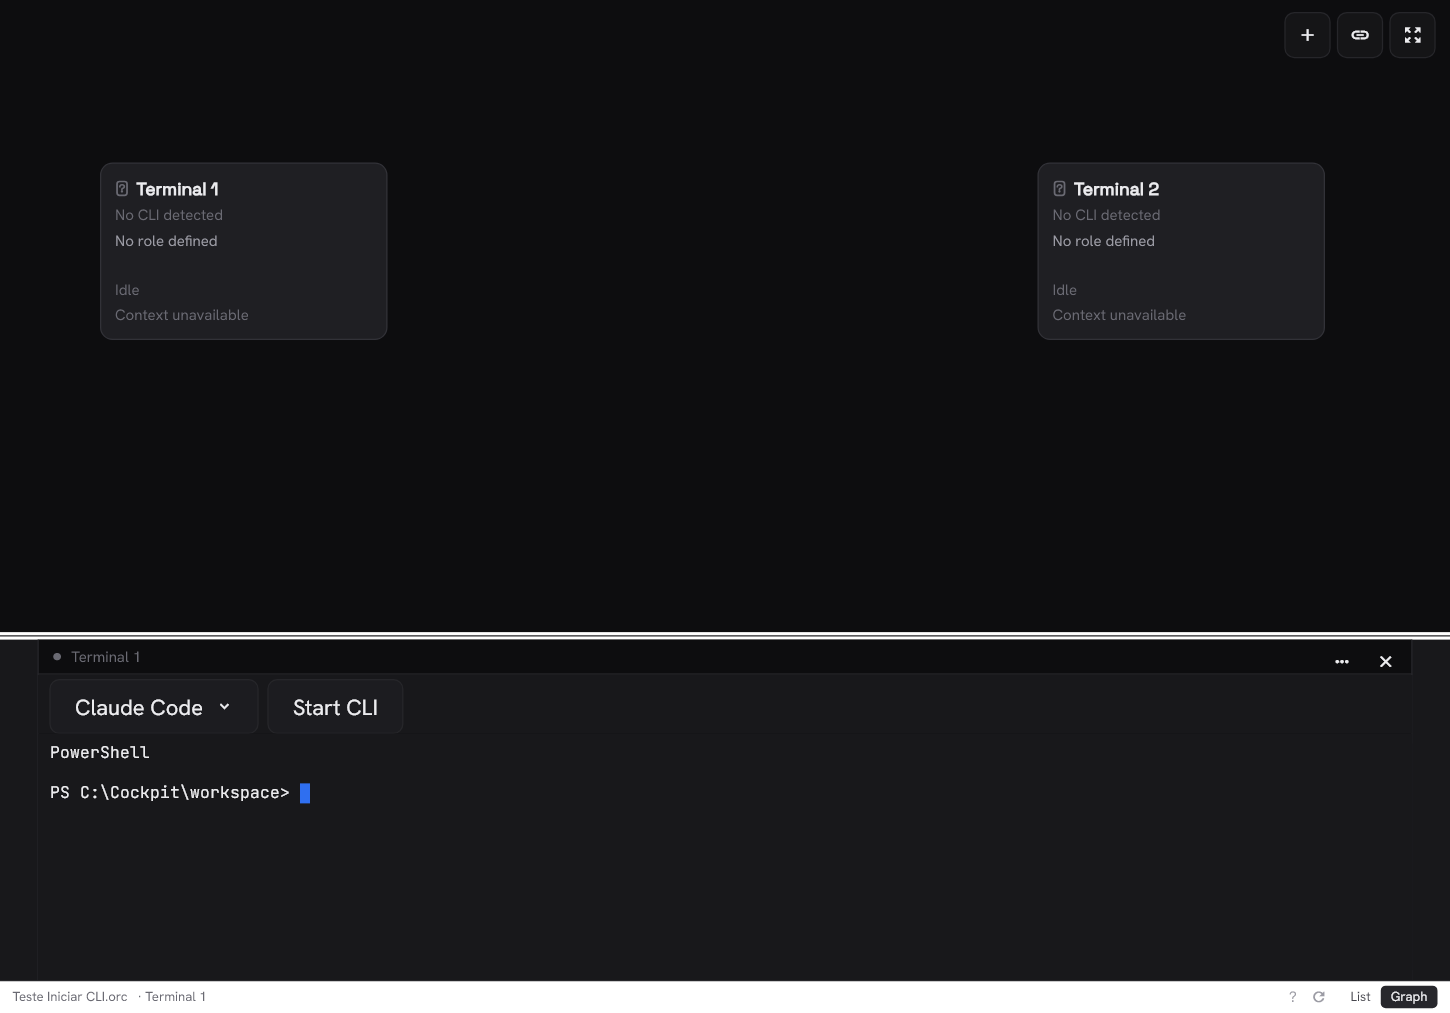 Terminal 1
No CLI detected
No role defined
Idle
Context unavailable
Terminal 2
No CLI detected
No role defined
Idle
Context unavailable
Terminal 1
Claude Code
Start CLI
PowerShell
PS C:\Cockpit\workspace>
Teste Iniciar CLI.orc · Terminal 1
? List Graph